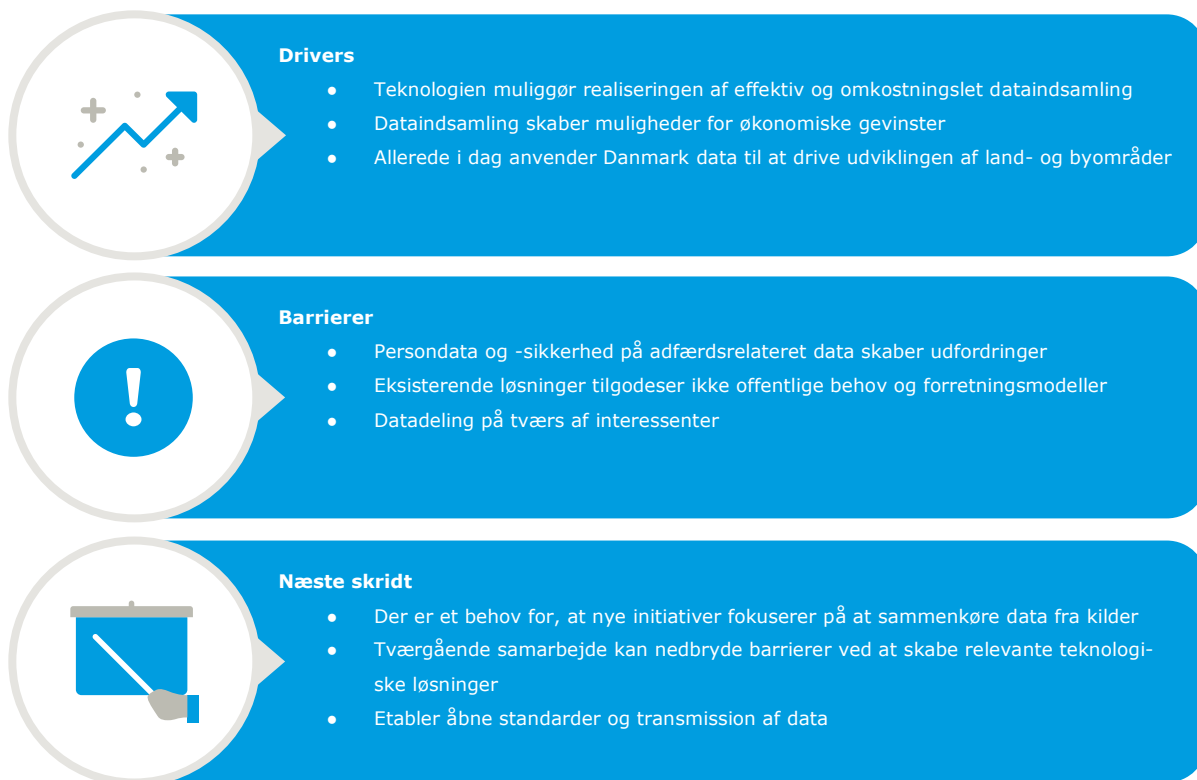 Drivers
● Teknologien muliggør realiseringen af effektiv og omkostningslet dataindsamling
● Dataindsamling skaber muligheder for økonomiske gevinster
● Allerede i dag anvender Danmark data til at drive udviklingen af land- og byområder
Barrierer
● Persondata og -sikkerhed på adfærdsrelateret data skaber udfordringer
● Eksisterende løsninger tilgodeser ikke offentlige behov og forretningsmodeller
● Datadeling på tværs af interessenter
Næste skridt
● Der er et behov for, at nye initiativer fokuserer på at sammenkøre data fra kilder
● Tværgående samarbejde kan nedbryde barrierer ved at skabe relevante teknologi-
ske løsninger
● Etabler åbne standarder og transmission af data